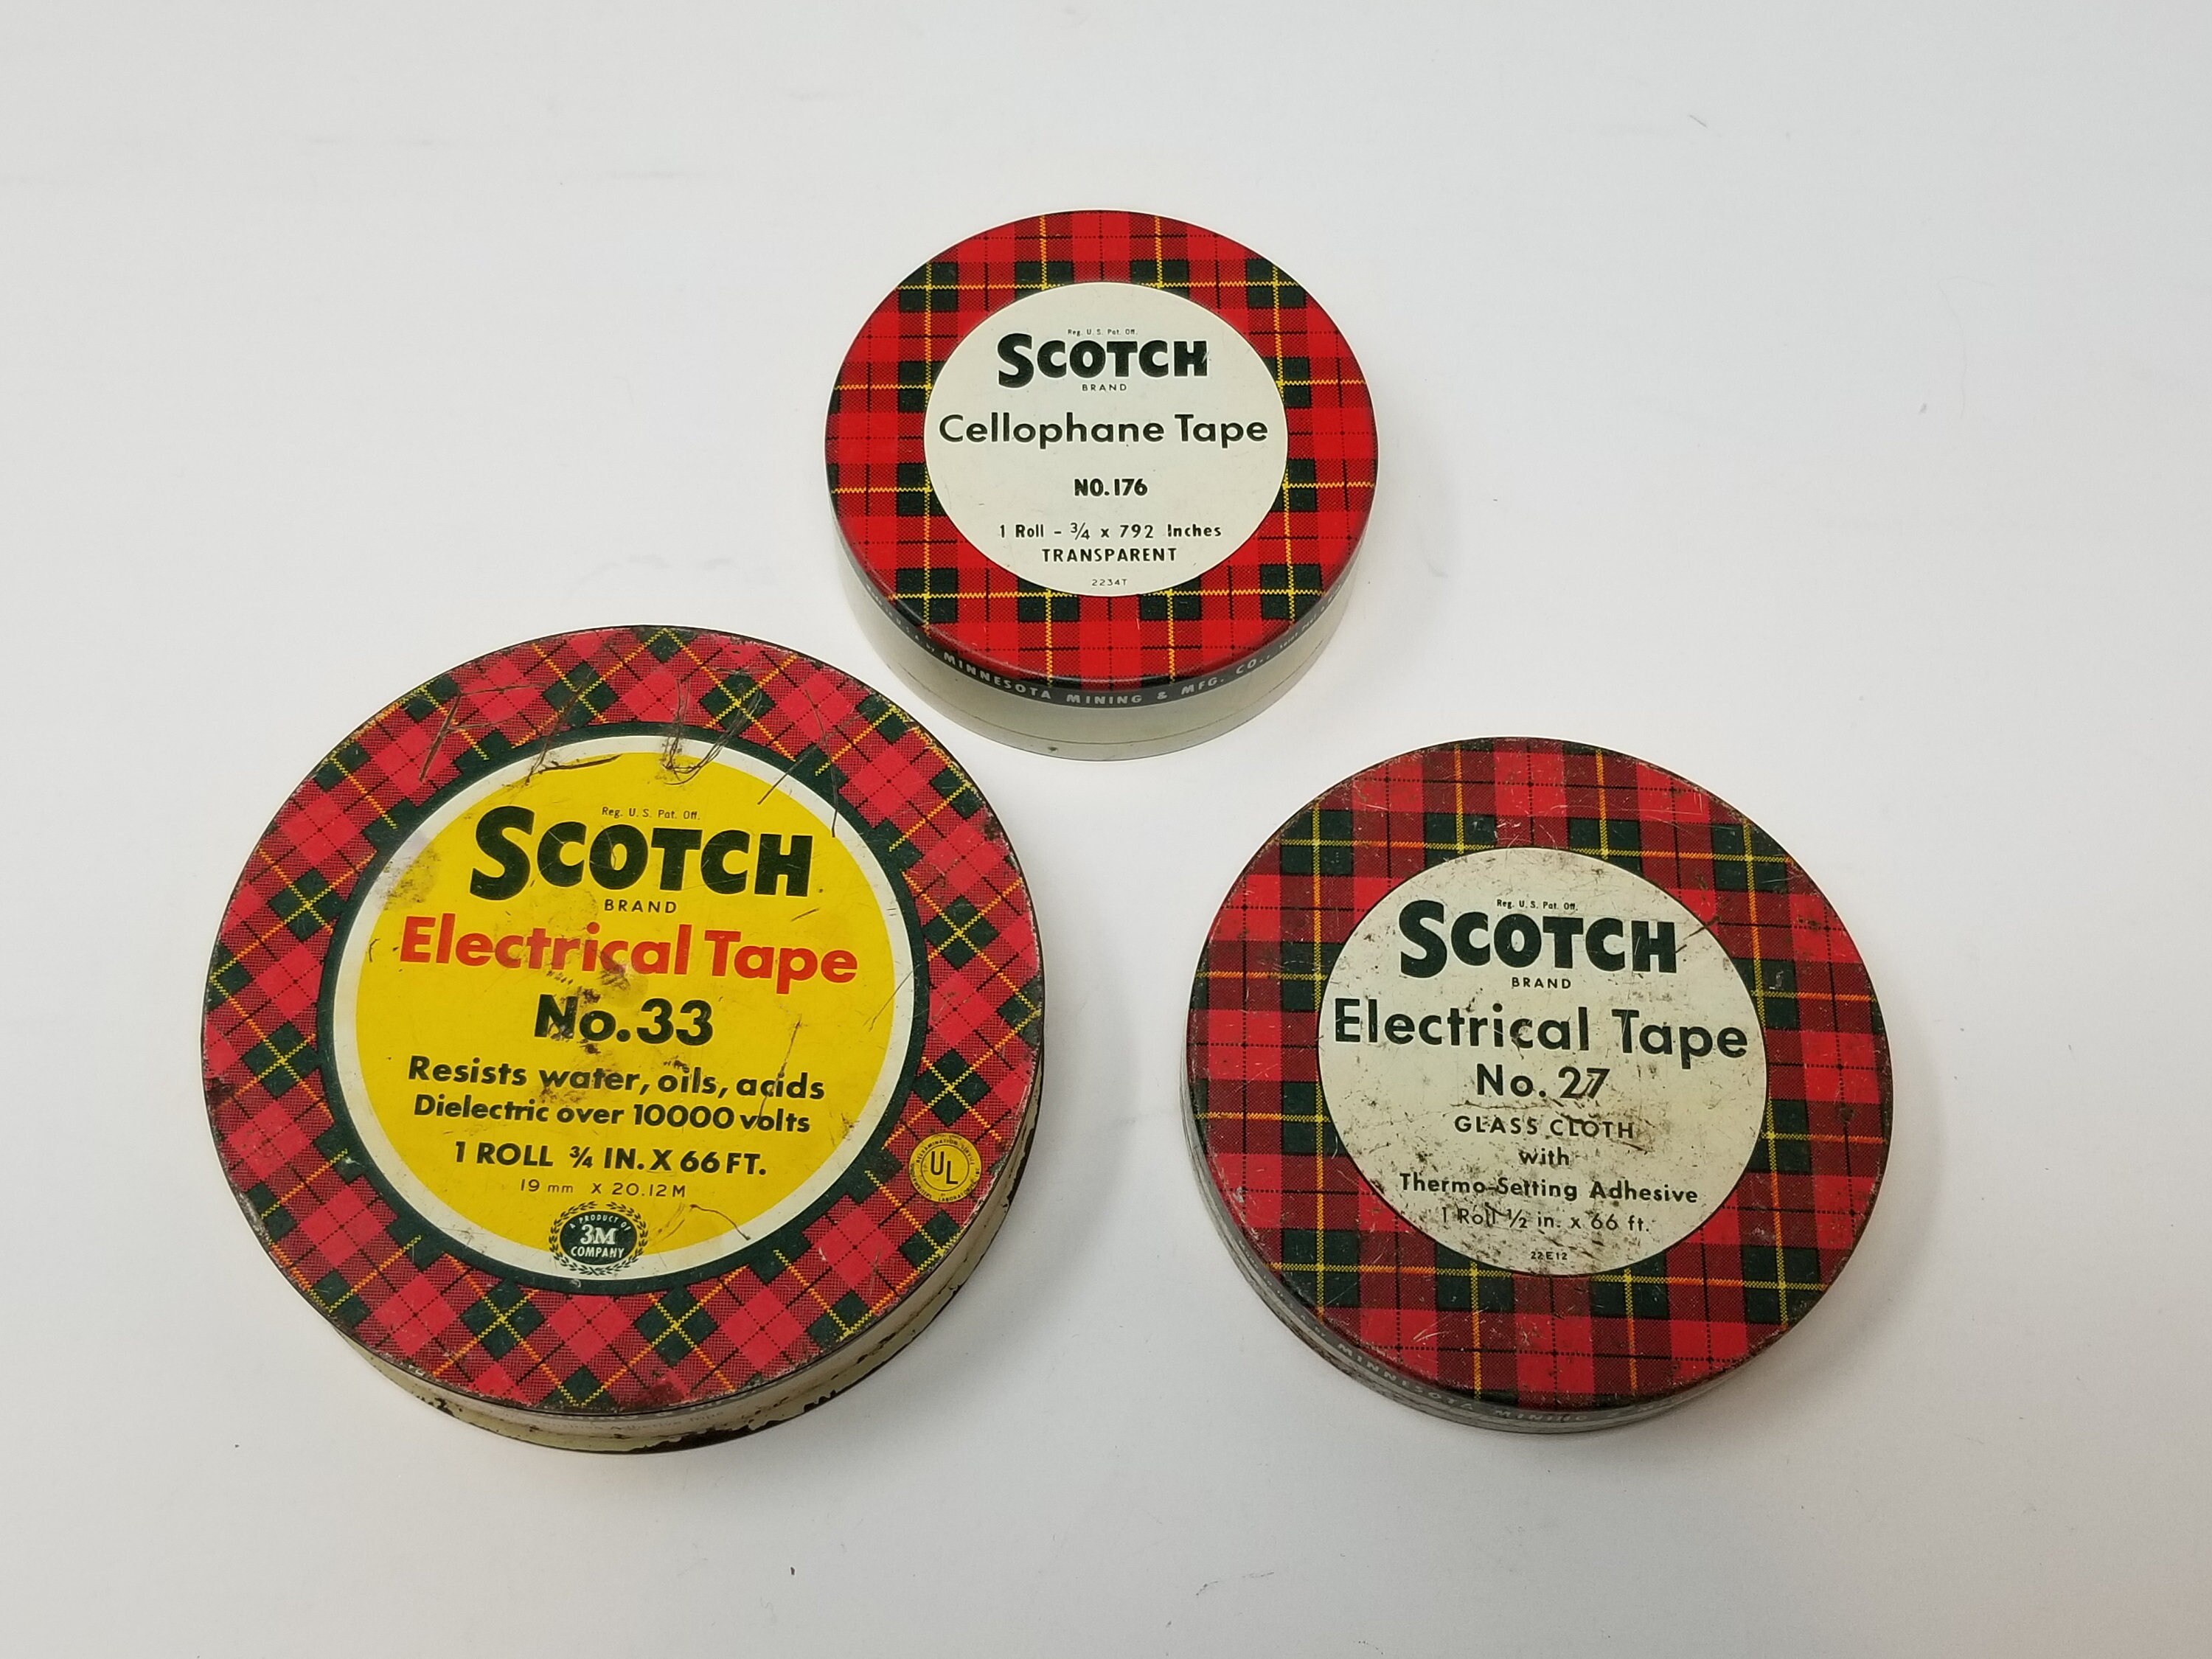 Reg. U.S. Pat. Off.
SCOTCH
BRAND
Cellophane Tape
NO. 176
1 Roll - ¾ x 792 Inches
TRANSPARENT
2234T
MINNESOTA MINING & MFG. CO.
Reg. U.S. Pat. Off.
SCOTCH
BRAND
Electrical Tape
No. 33
Resists water, oils, acids
Dielectric over 10000 volts
1 ROLL ¾ IN. X 66 FT.
19 mm X 20.12M
A PRODUCT OF
3M
COMPANY
UL
Reg. U.S. Pat. Off.
SCOTCH
BRAND
Electrical Tape
No. 27
GLASS CLOTH
with
Thermo-Setting Adhesive
1 Roll ½ in. x 66 ft.
22E12
MINNESOTA MINING